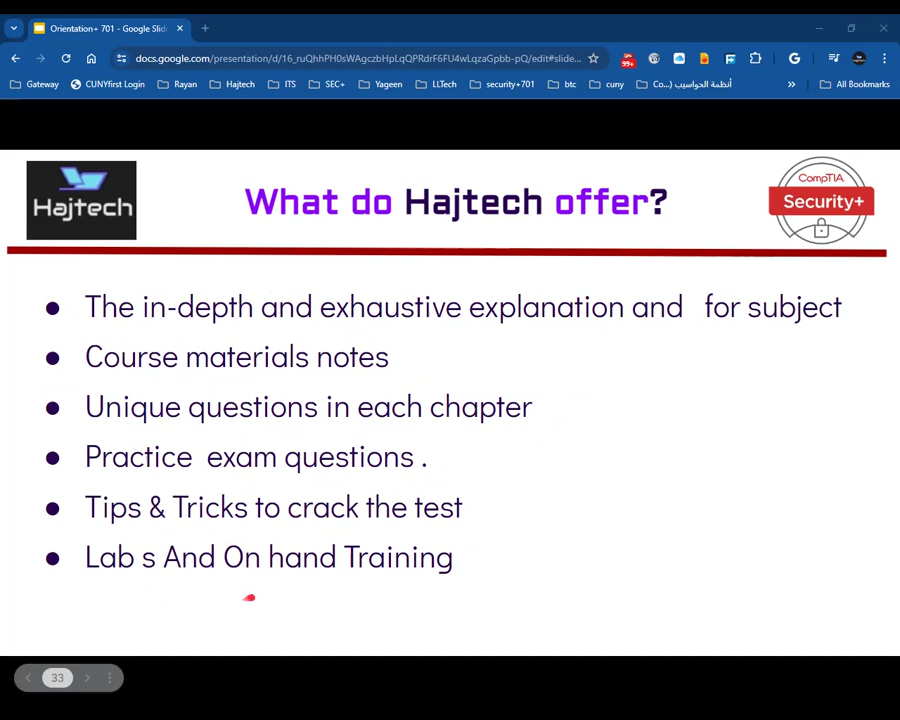 Orientation+ 701 - Google Slid
docs.google.com/presentation/d/16_ruQhhPH0sWAgczbHpLqQPRdrF6FU4wLqzaGpbb-pQ/edit#slide...
99+
Gateway CUNYfirst Login Rayan Hajtech ITS SEC+ Yageen LLTech security+701 btc cuny أنظمة الحواسيب (Co... » All Bookmarks
Hajtech
What do Hajtech offer?
CompTIA
Security+
● The in-depth and exhaustive explanation and for subject
● Course materials notes
● Unique questions in each chapter
● Practice exam questions .
● Tips & Tricks to crack the test
● Lab s And On hand Training
33